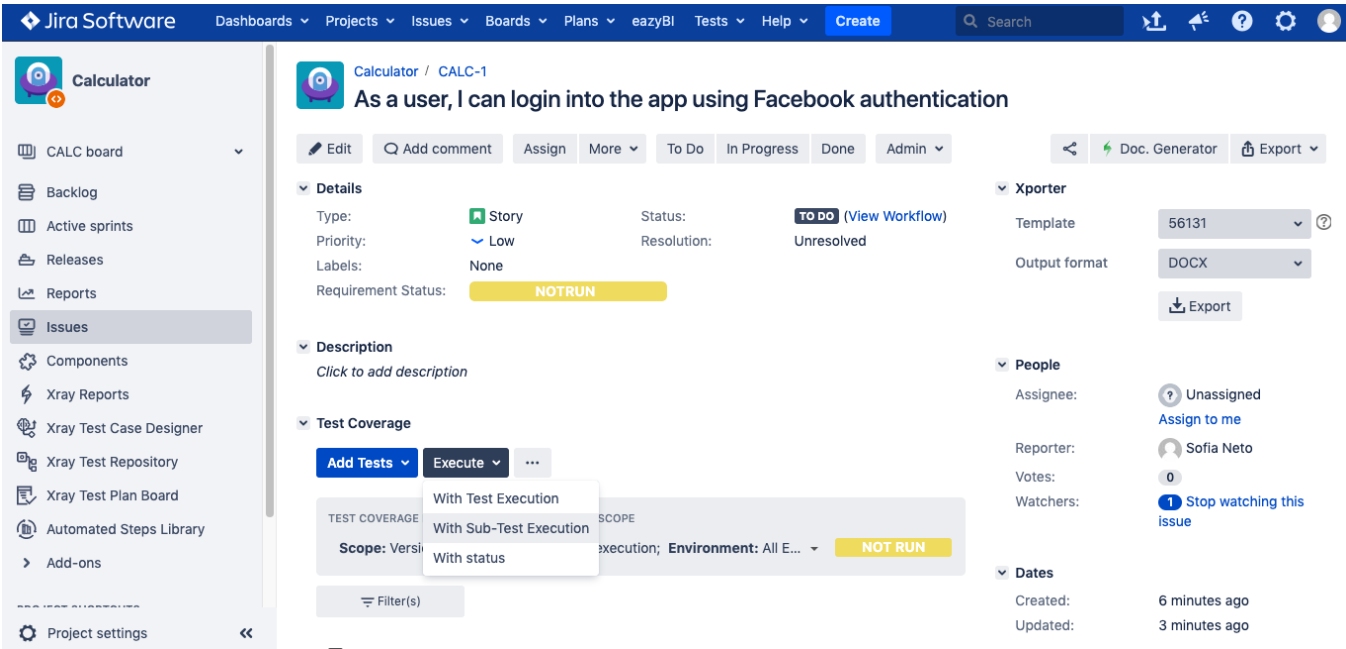 Jira Software Dashboards Projects Issues Boards Plans eazyBI Tests Help Create Search
Calculator
CALC board
Backlog
Active sprints
Releases
Reports
Issues
Components
Xray Reports
Xray Test Case Designer
Xray Test Repository
Xray Test Plan Board
Automated Steps Library
Add-ons
PROJECT SHORTCUTS
Project settings
Calculator / CALC-1
As a user, I can login into the app using Facebook authentication
Edit Add comment Assign More To Do In Progress Done Admin Doc. Generator Export
Details
Type: Story Status: TO DO (View Workflow)
Priority: Low Resolution: Unresolved
Labels: None
Requirement Status: NOTRUN
Description
Click to add description
Test Coverage
Add Tests Execute ...
With Test Execution
With Sub-Test Execution
With status
TEST COVERAGE SCOPE
Scope: Versi execution; Environment: All E... NOT RUN
Filter(s)
Xporter
Template 56131
Output format DOCX
Export
People
Assignee: Unassigned
Assign to me
Reporter: Sofia Neto
Votes: 0
Watchers: 1 Stop watching this
issue
Dates
Created: 6 minutes ago
Updated: 3 minutes ago